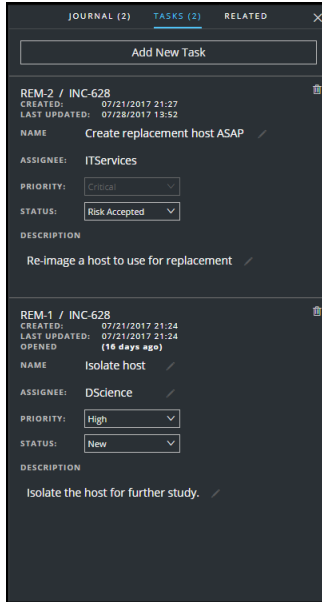 JOURNAL (2) TASKS (2) RELATED
Add New Task
REM-2 / INC-628
CREATED: 07/21/2017 21:27
LAST UPDATED: 07/28/2017 13:52
NAME Create replacement host ASAP
ASSIGNEE: ITServices
PRIORITY: Critical
STATUS: Risk Accepted
DESCRIPTION
Re-image a host to use for replacement
REM-1 / INC-628
CREATED: 07/21/2017 21:24
LAST UPDATED: 07/21/2017 21:24
OPENED (16 days ago)
NAME Isolate host
ASSIGNEE: DScience
PRIORITY: High
STATUS: New
DESCRIPTION
Isolate the host for further study.